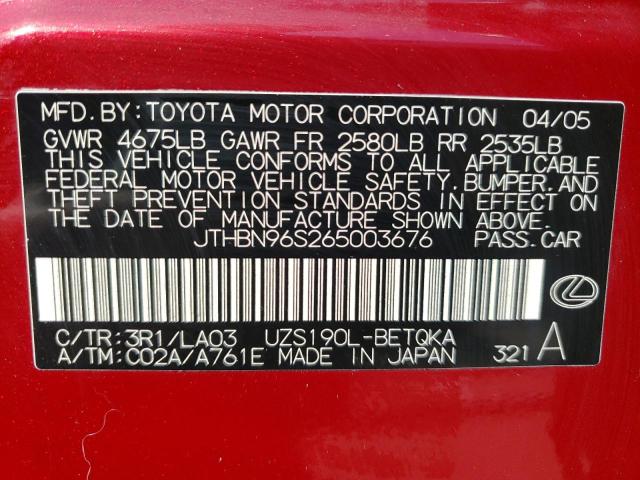 MFD.BY:TOYOTA MOTOR CORPORATION 04/05
GVWR 4675LB GAWR FR 2580LB RR 2535LB
THIS VEHICLE CONFORMS TO ALL APPLICABLE
FEDERAL MOTOR VEHICLE SAFETY,BUMPER,AND
THEFT PREVENTION STANDARDS IN EFFECT ON
THE DATE OF MANUFACTURE SHOWN ABOVE.
JTHBN96S265003676 PASS.CAR
C/TR:3R1/LA03 UZS190L-BETQKA
A/TM:C02A/A761E MADE IN JAPAN 321 A